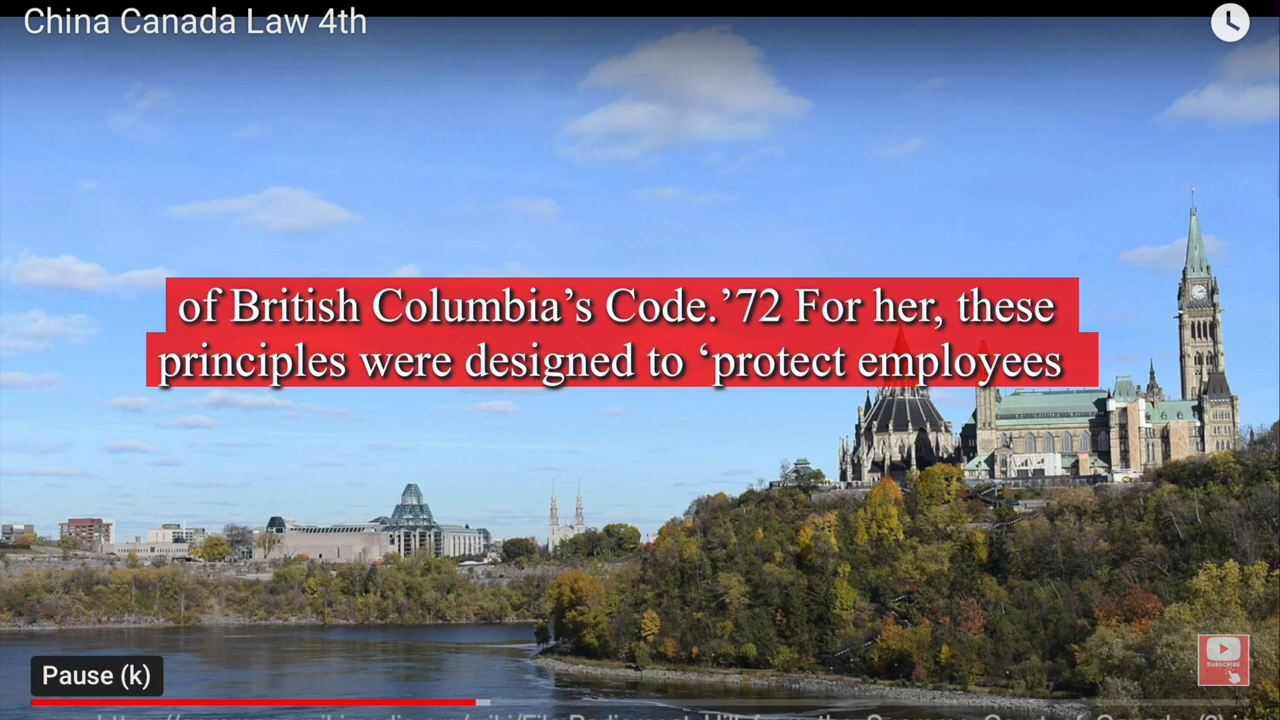 China Canada Law 4th
of British Columbia’s Code.’72 For her, these
principles were designed to ‘protect employees
SUBSCRIBE
Pause (k)